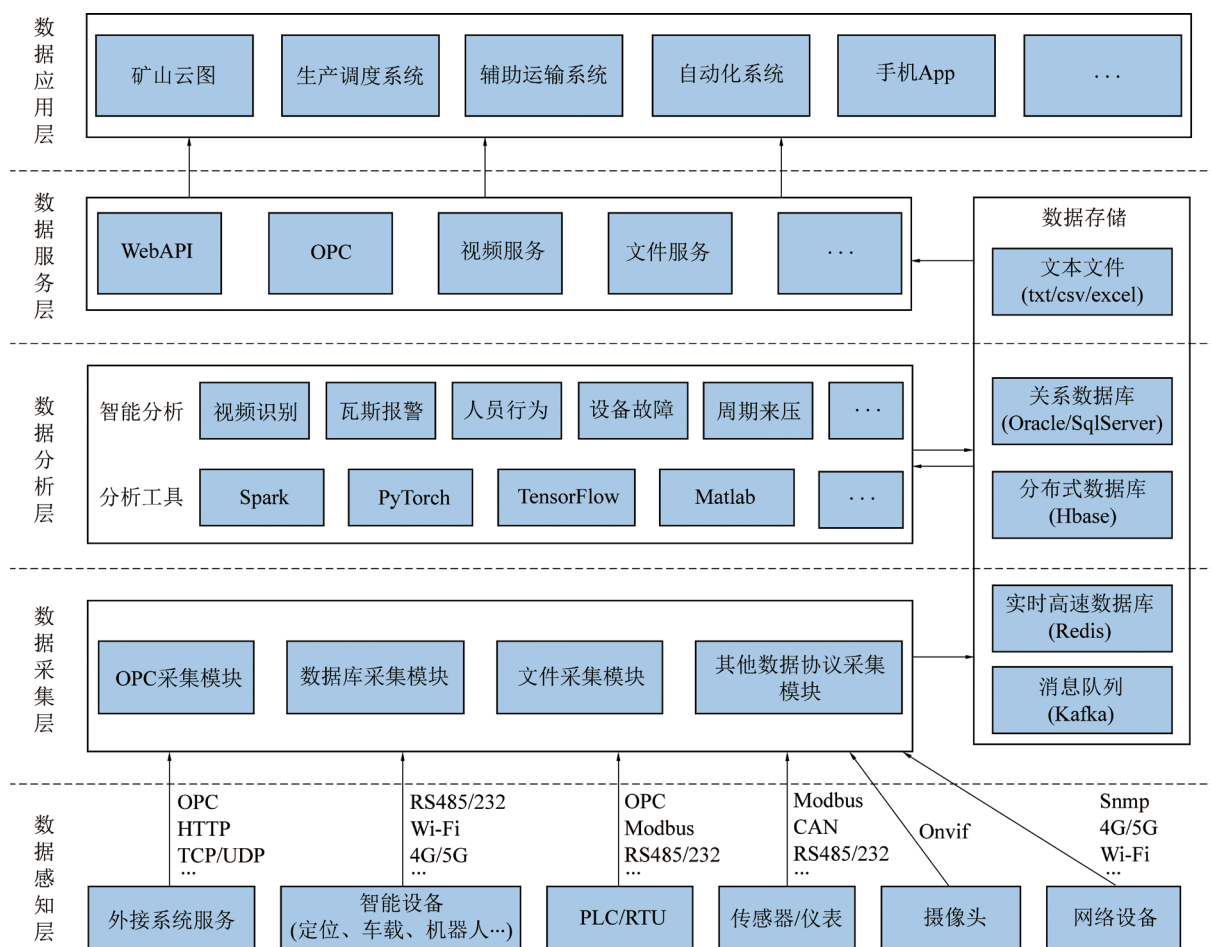 数据应用层
矿山云图
生产调度系统
辅助运输系统
自动化系统
手机App
···
数据服务层
WebAPI
OPC
视频服务
文件服务
···
数据存储
文本文件
(txt/csv/excel)
关系数据库
(Oracle/SqlServer)
分布式数据库
(Hbase)
实时高速数据库
(Redis)
消息队列
(Kafka)
数据分析层
智能分析
视频识别
瓦斯报警
人员行为
设备故障
周期来压
···
分析工具
Spark
PyTorch
TensorFlow
Matlab
···
数据采集层
OPC采集模块
数据库采集模块
文件采集模块
其他数据协议采集
模块
数据感知层
OPC
HTTP
TCP/UDP
···
RS485/232
Wi-Fi
4G/5G
···
OPC
Modbus
RS485/232
···
Modbus
CAN
RS485/232
···
Onvif
Snmp
4G/5G
Wi-Fi
···
外接系统服务
智能设备
(定位、车载、机器人···)
PLC/RTU
传感器/仪表
摄像头
网络设备